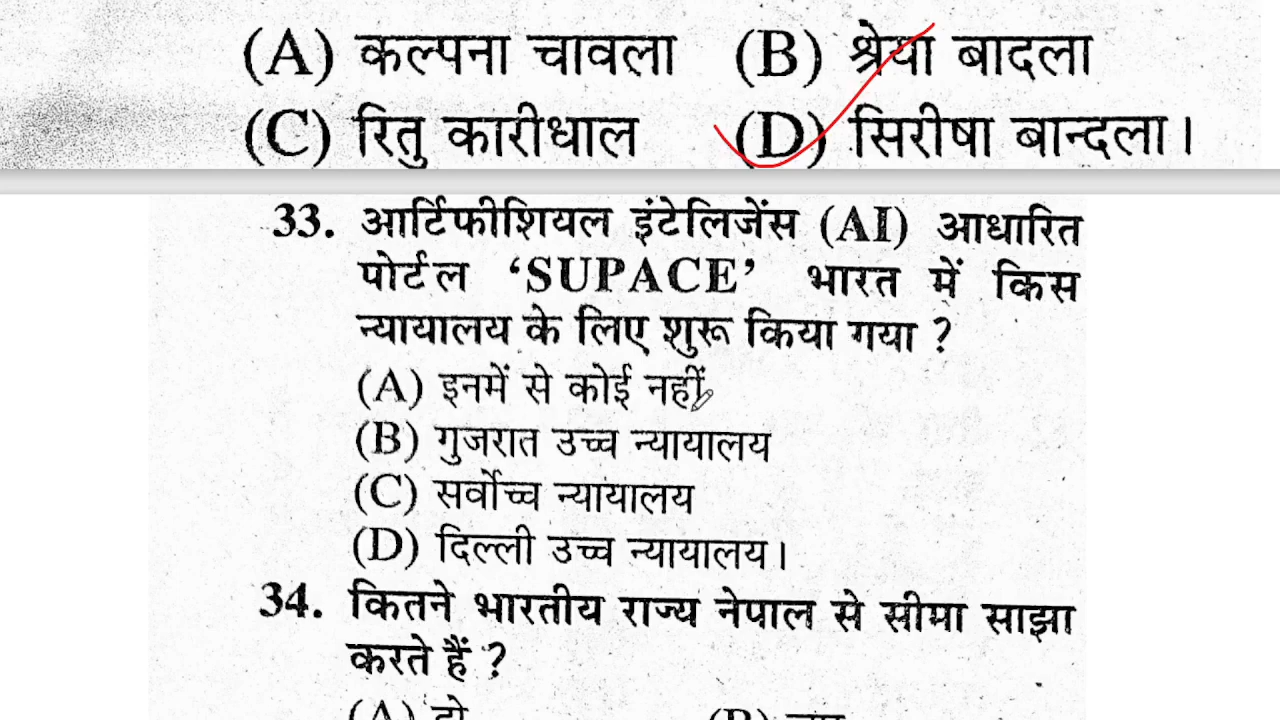 (A) कल्पना चावला (B) श्रेया बादला
(C) रितु कारीधाल (D) सिरीषा बान्दला।
33. आर्टिफीशियल इंटेलिजेंस (AI) आधारित
पोर्टल ‘SUPACE’ भारत में किस
न्यायालय के लिए शुरू किया गया ?
(A) इनमें से कोई नहीं
(B) गुजरात उच्च न्यायालय
(C) सर्वोच्च न्यायालय
(D) दिल्ली उच्च न्यायालय।
34. कितने भारतीय राज्य नेपाल से सीमा साझा
करते हैं ?
(A) दो (B)